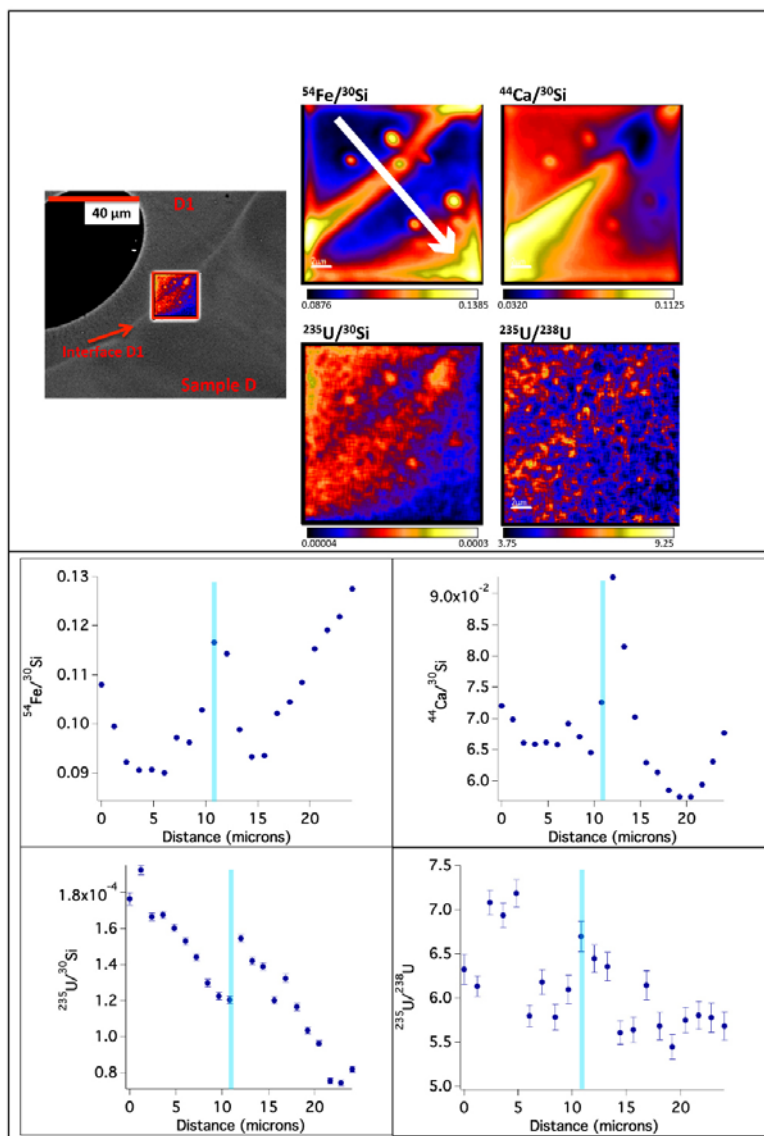 ⁵⁴Fe/³⁰Si
⁴⁴Ca/³⁰Si
40 µm
D1
Interface D1
Sample D
2µm
0.0876
0.1385
0.0320
0.1125
²³⁵U/³⁰Si
²³⁵U/²³⁸U
2µm
0.00004
0.0003
3.75
9.25
0.13
0.12
0.11
0.10
0.09
⁵⁴Fe/³⁰Si
0
5
10
15
20
Distance (microns)
9.0x10⁻²
8.5
8.0
7.5
7.0
6.5
6.0
⁴⁴Ca/³⁰Si
0
5
10
15
20
Distance (microns)
1.8x10⁻⁴
1.6
1.4
1.2
1.0
0.8
²³⁵U/³⁰Si
0
5
10
15
20
Distance (microns)
7.5
7.0
6.5
6.0
5.5
5.0
²³⁵U/²³⁸U
0
5
10
15
20
Distance (microns)